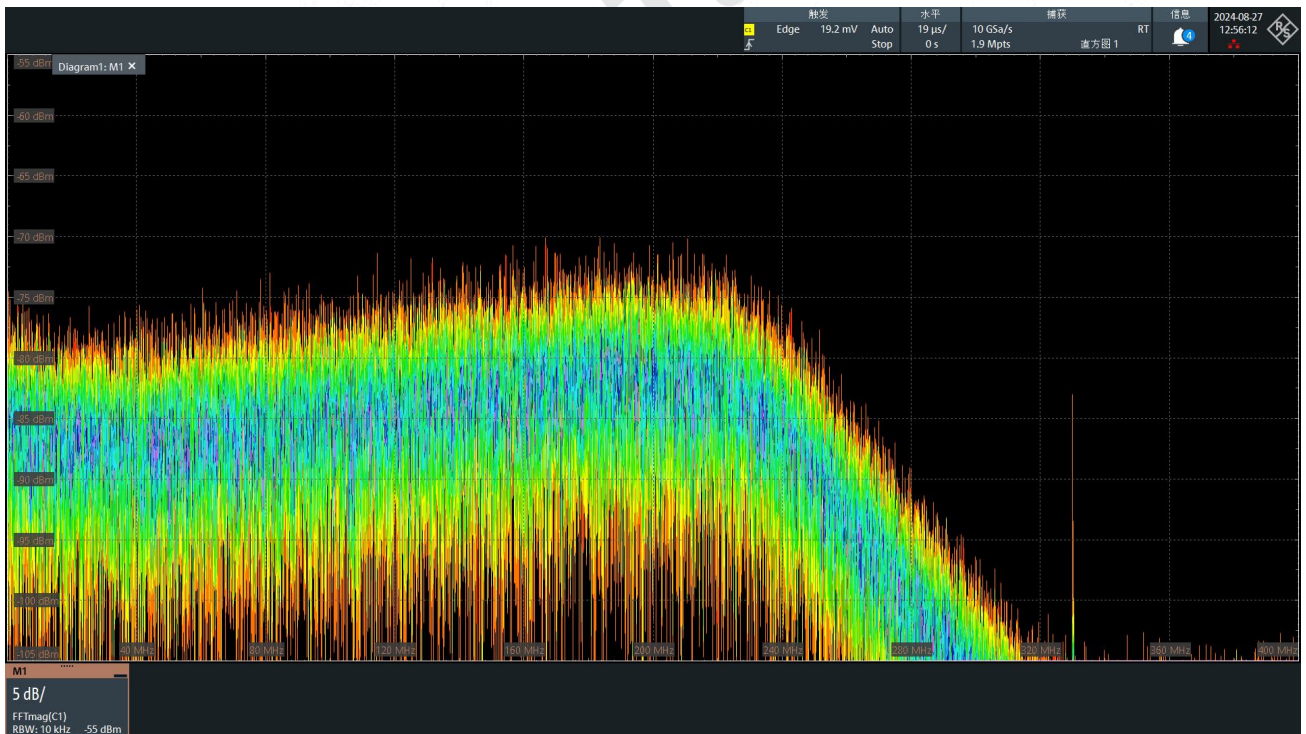 触发
水平
捕获
信息
2024-08-27
C1 Edge 19.2 mV Auto
19 µs/
10 GSa/s
RT
4
12:56:12
R&S
Stop
0 s
1.9 Mpts
直方图 1
-55 dBm
Diagram1: M1 ×
-60 dBm
-65 dBm
-70 dBm
-75 dBm
-80 dBm
-85 dBm
-90 dBm
-95 dBm
-100 dBm
-105 dBm
40 MHz 80 MHz 120 MHz 160 MHz 200 MHz 240 MHz 280 MHz 320 MHz 360 MHz 400 MHz
M1
5 dB/
FFTmag(C1)
RBW: 10 kHz -55 dBm